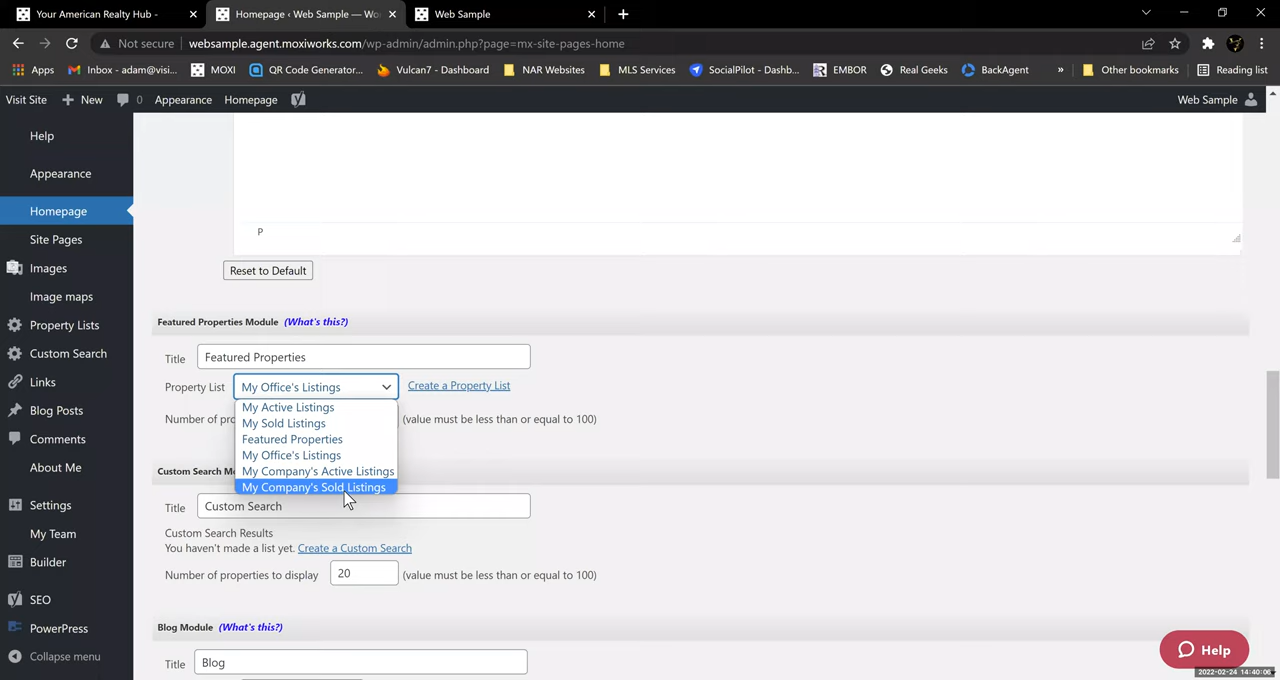 Your American Realty Hub -
Homepage ‹ Web Sample — Wo
Web Sample
Not secure
websample.agent.moxiworks.com/wp-admin/admin.php?page=mx-site-pages-home
Apps
Inbox - adam@visi...
MOXI
QR Code Generator...
Vulcan7 - Dashboard
NAR Websites
MLS Services
SocialPilot - Dashb...
EMBOR
Real Geeks
BackAgent
»
Other bookmarks
Reading list
Visit Site
New
0
Appearance
Homepage
Web Sample
Help
Appearance
Homepage
Site Pages
Images
Image maps
Property Lists
Custom Search
Links
Blog Posts
Comments
About Me
Settings
My Team
Builder
SEO
PowerPress
Collapse menu
P
Reset to Default
Featured Properties Module (What's this?)
Title Featured Properties
Property List My Office's Listings Create a Property List
My Active Listings
Number of pro (value must be less than or equal to 100)
My Sold Listings
Featured Properties
My Office's Listings
My Company's Active Listings
My Company's Sold Listings
Custom Search Mo
Title Custom Search
Custom Search Results
You haven't made a list yet. Create a Custom Search
Number of properties to display 20 (value must be less than or equal to 100)
Blog Module (What's this?)
Title Blog
Help
2022-02-24 14:40:06